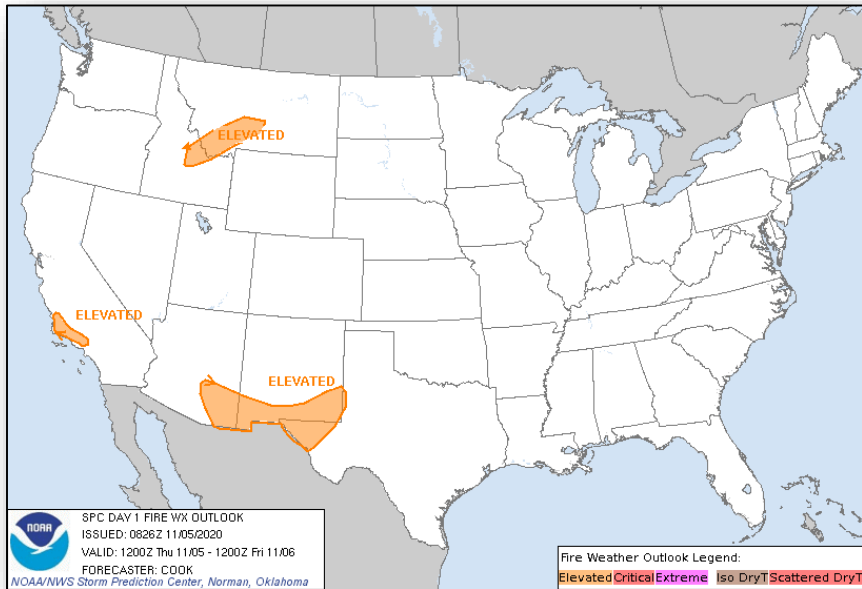 ELEVATED
ELEVATED
ELEVATED
NOAA
SPC DAY 1 FIRE WX OUTLOOK
ISSUED: 0826Z 11/05/2020
VALID: 1200Z Thu 11/05 - 1200Z Fri 11/06
FORECASTER: COOK
NOAA/NWS Storm Prediction Center, Norman, Oklahoma
Fire Weather Outlook Legend:
Elevated Critical Extreme Iso DryT Scattered DryT